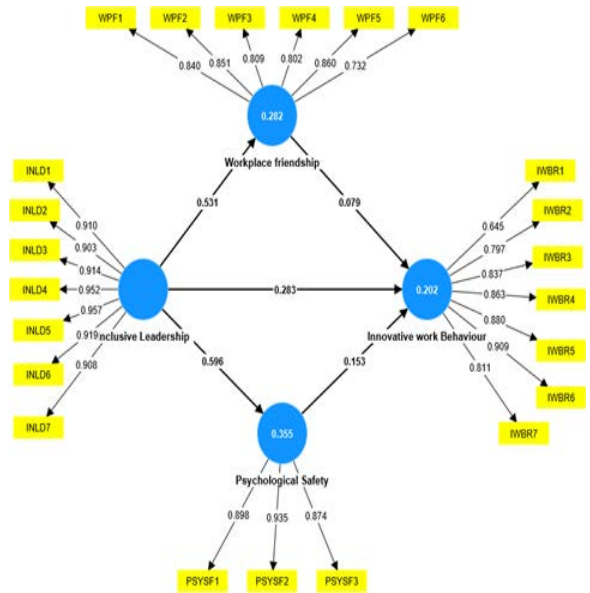 WPF1 WPF2 WPF3 WPF4 WPF5 WPF6
0.840 0.851 0.809 0.802 0.860 0.732
0.282
Workplace friendship
INLD1
INLD2
INLD3
INLD4
INLD5
INLD6
INLD7
0.910
0.903
0.914
0.952
0.957
0.919
0.908
nclusive Leadership
0.531
0.079
0.283
0.596
0.153
0.202
Innovative work Behaviour
0.645
0.797
0.837
0.863
0.880
0.909
0.811
IWBR1
IWBR2
IWBR3
IWBR4
IWBR5
IWBR6
IWBR7
0.355
Psychological Safety
0.898 0.935 0.874
PSYSF1 PSYSF2 PSYSF3